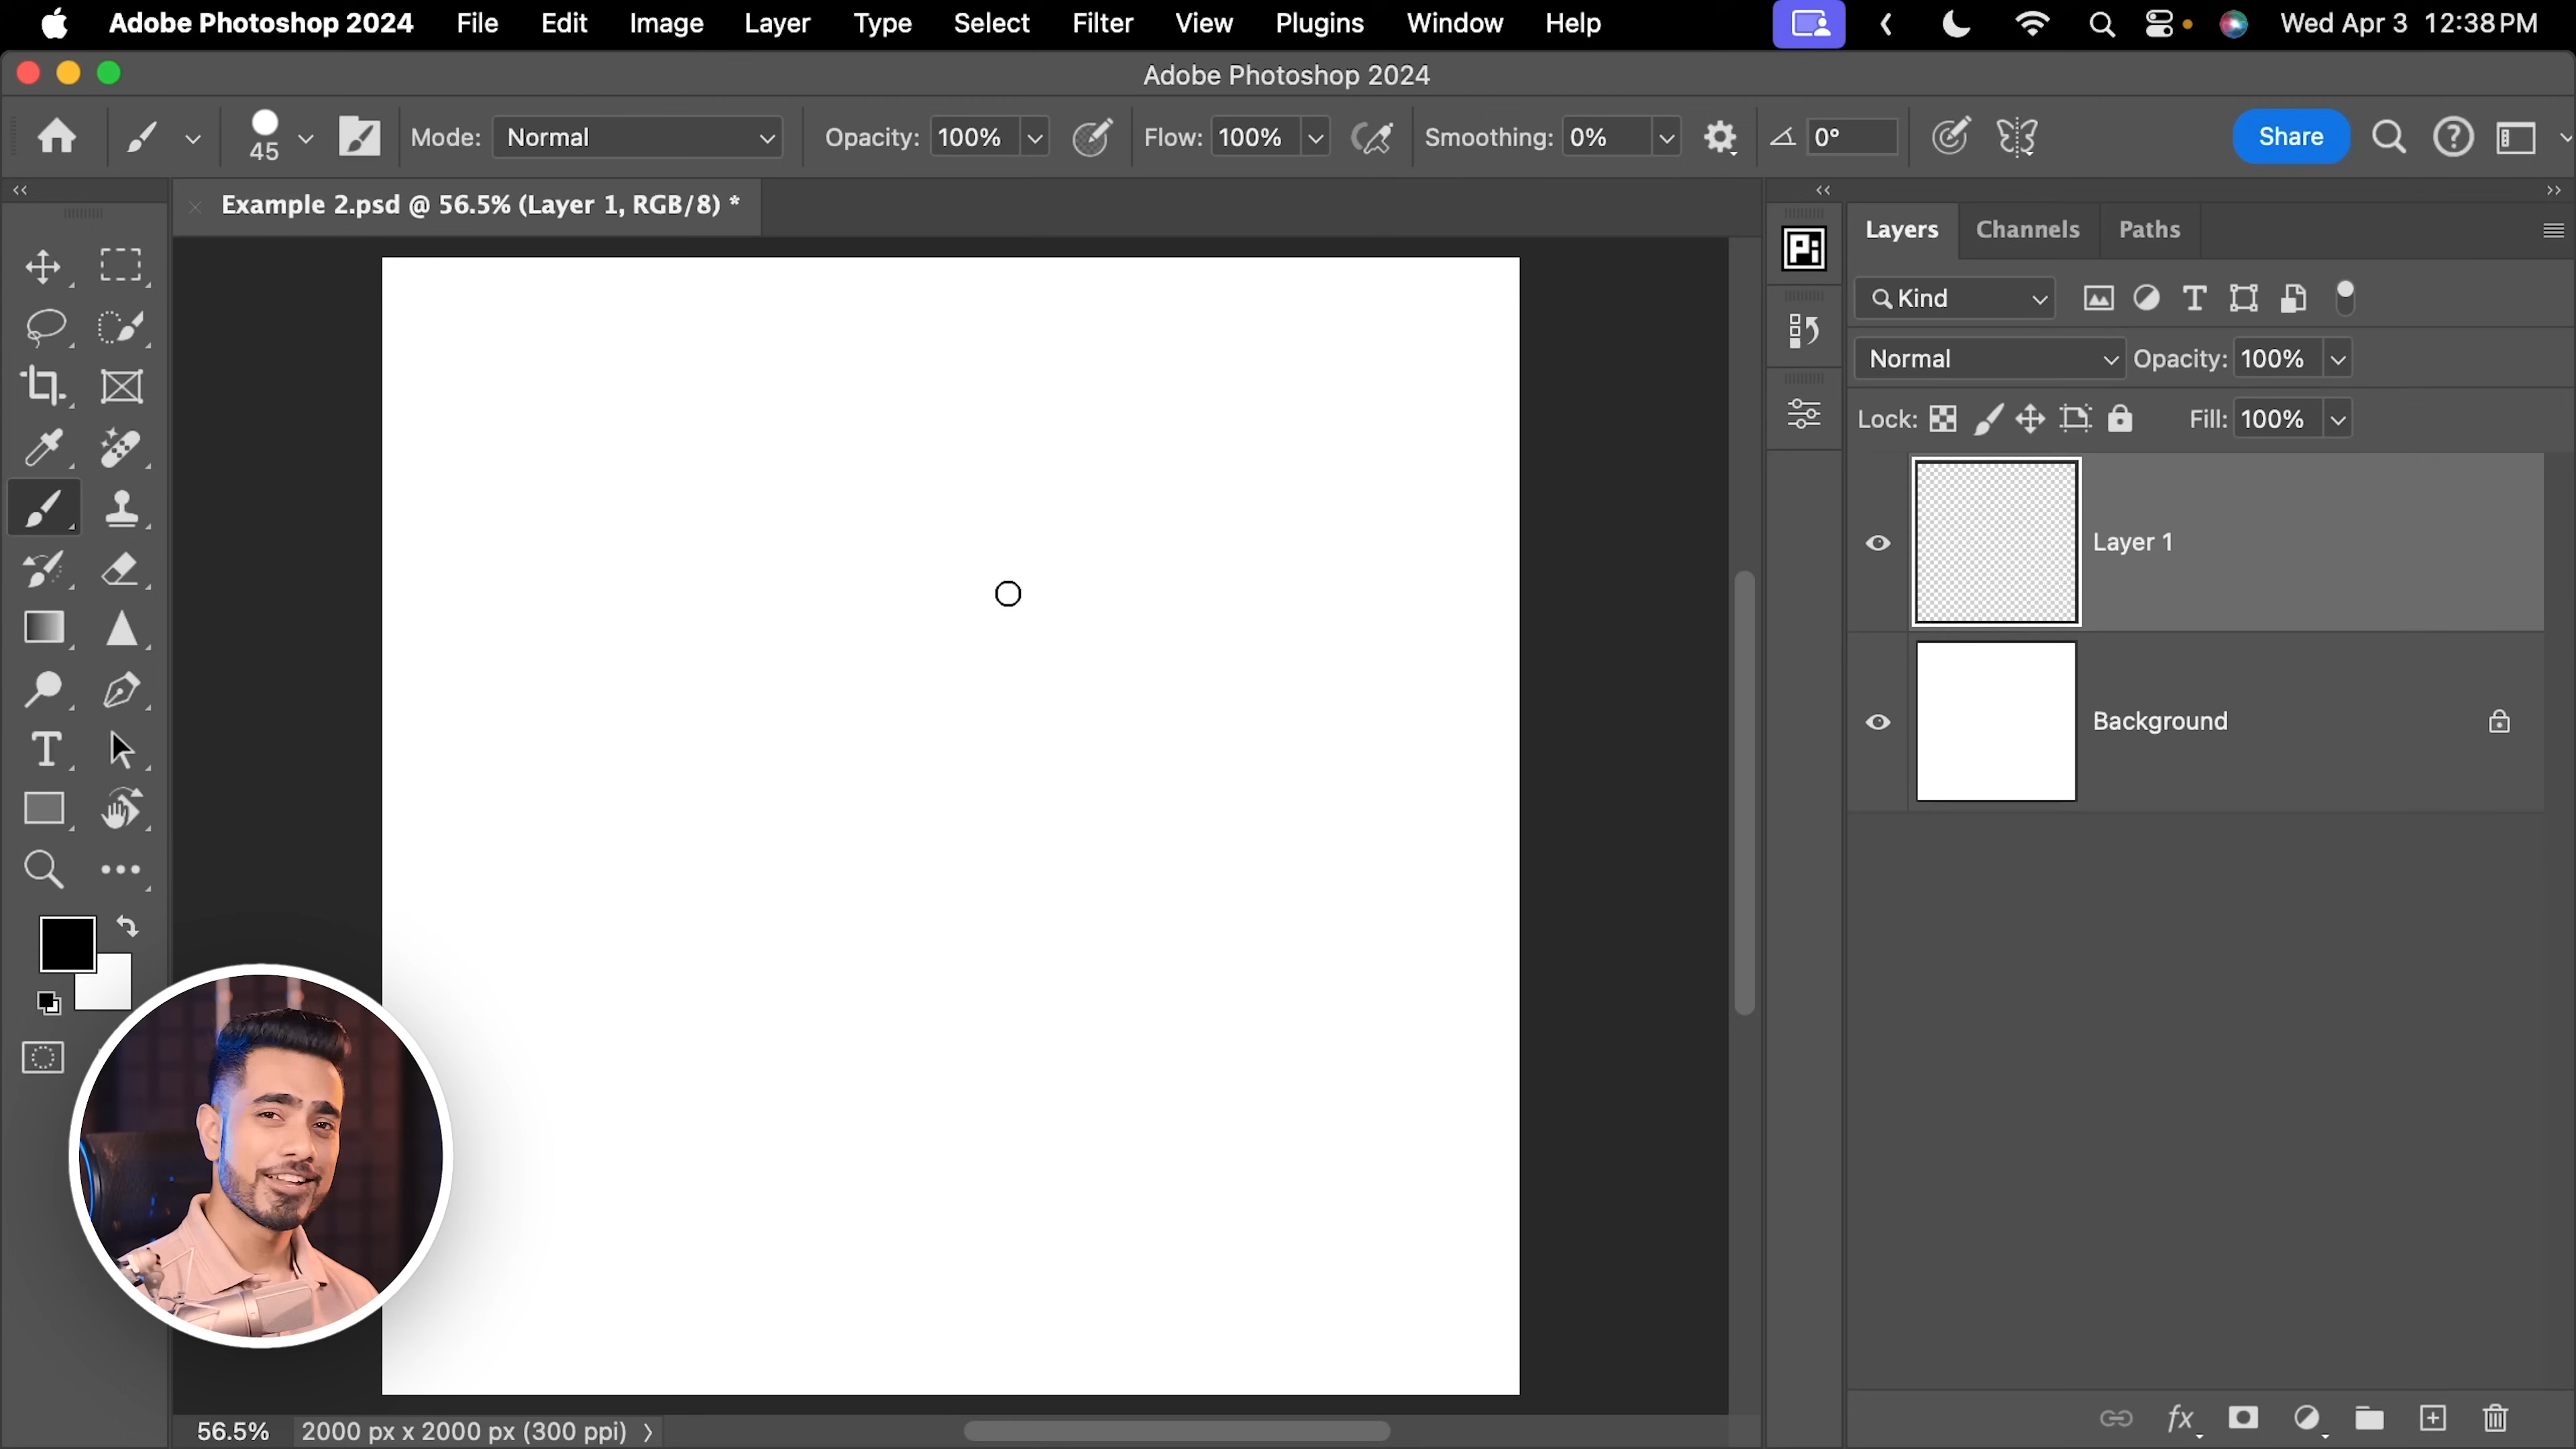 Adobe Photoshop 2024 File Edit Image Layer Type Select Filter View Plugins Window Help Wed Apr 3 12:38 PM
Adobe Photoshop 2024
45 Mode: Normal Opacity: 100% Flow: 100% Smoothing: 0% 0° Share
Example 2.psd @ 56.5% (Layer 1, RGB/8) *
Layers Channels Paths
Pi
Kind
Normal Opacity: 100%
Lock: Fill: 100%
Layer 1
Background
56.5% 2000 px x 2000 px (300 ppi)
fx